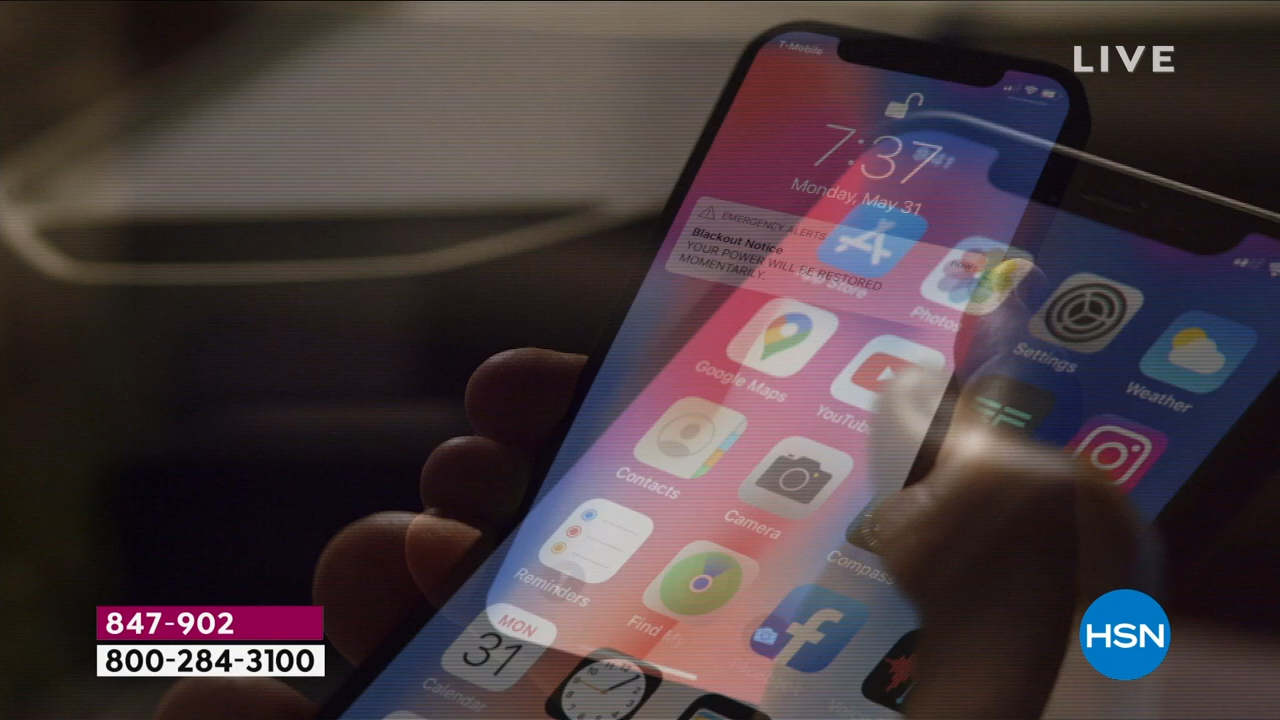 LIVE
T-Mobile
7:37
Monday, May 31
EMERGENCY ALERTS
now
Blackout Notice
YOUR POWER WILL BE RESTORED
MOMENTARILY.
App Store
Photos
Settings
Weather
Google Maps
YouTube
Contacts
Camera
Compass
Reminders
Find My
MON
31
Calendar
847-902
800-284-3100
HSN